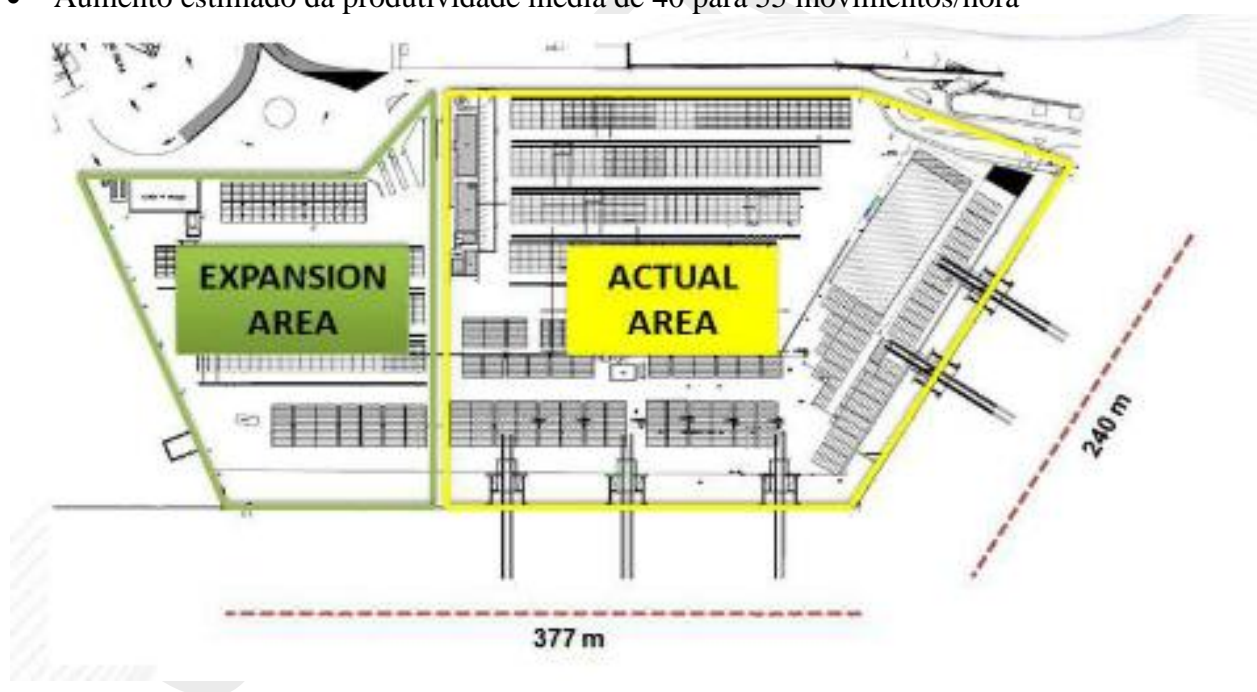 • Aumento estimado da produtividade média de 40 para 55 movimentos/hora
EXPANSION
AREA
ACTUAL
AREA
240 m
377 m